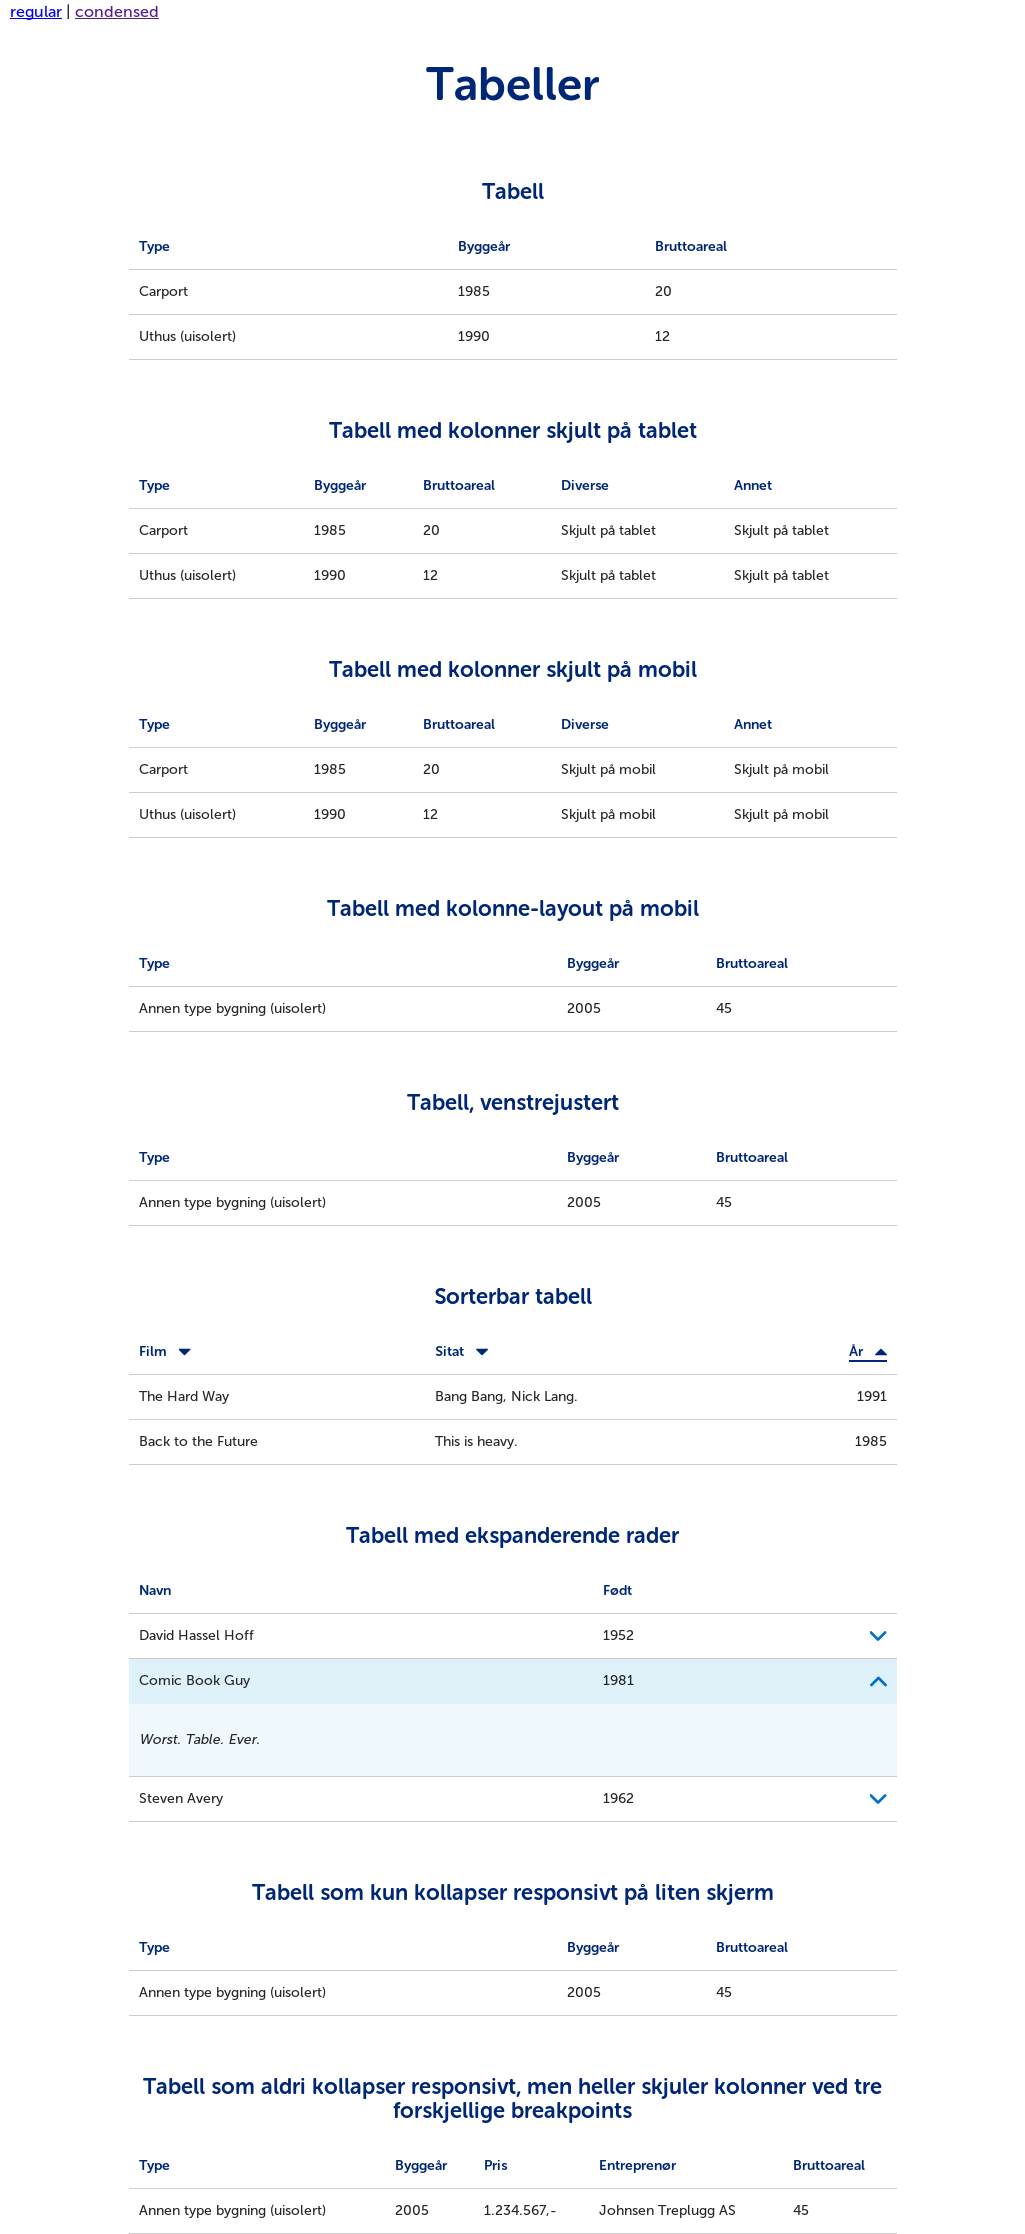 regular | condensed
Tabeller
Tabell
Type Byggeår Bruttoareal
Carport 1985 20
Uthus (uisolert) 1990 12
Tabell med kolonner skjult på tablet
Type Byggeår Bruttoareal Diverse Annet
Carport 1985 20 Skjult på tablet Skjult på tablet
Uthus (uisolert) 1990 12 Skjult på tablet Skjult på tablet
Tabell med kolonner skjult på mobil
Type Byggeår Bruttoareal Diverse Annet
Carport 1985 20 Skjult på mobil Skjult på mobil
Uthus (uisolert) 1990 12 Skjult på mobil Skjult på mobil
Tabell med kolonne-layout på mobil
Type Byggeår Bruttoareal
Annen type bygning (uisolert) 2005 45
Tabell, venstrejustert
Type Byggeår Bruttoareal
Annen type bygning (uisolert) 2005 45
Sorterbar tabell
Film Sitat År
The Hard Way Bang Bang, Nick Lang. 1991
Back to the Future This is heavy. 1985
Tabell med ekspanderende rader
Navn Født
David Hassel Hoff 1952
Comic Book Guy 1981
Worst. Table. Ever.
Steven Avery 1962
Tabell som kun kollapser responsivt på liten skjerm
Type Byggeår Bruttoareal
Annen type bygning (uisolert) 2005 45
Tabell som aldri kollapser responsivt, men heller skjuler kolonner ved tre
forskjellige breakpoints
Type Byggeår Pris Entreprenør Bruttoareal
Annen type bygning (uisolert) 2005 1.234.567,- Johnsen Treplugg AS 45